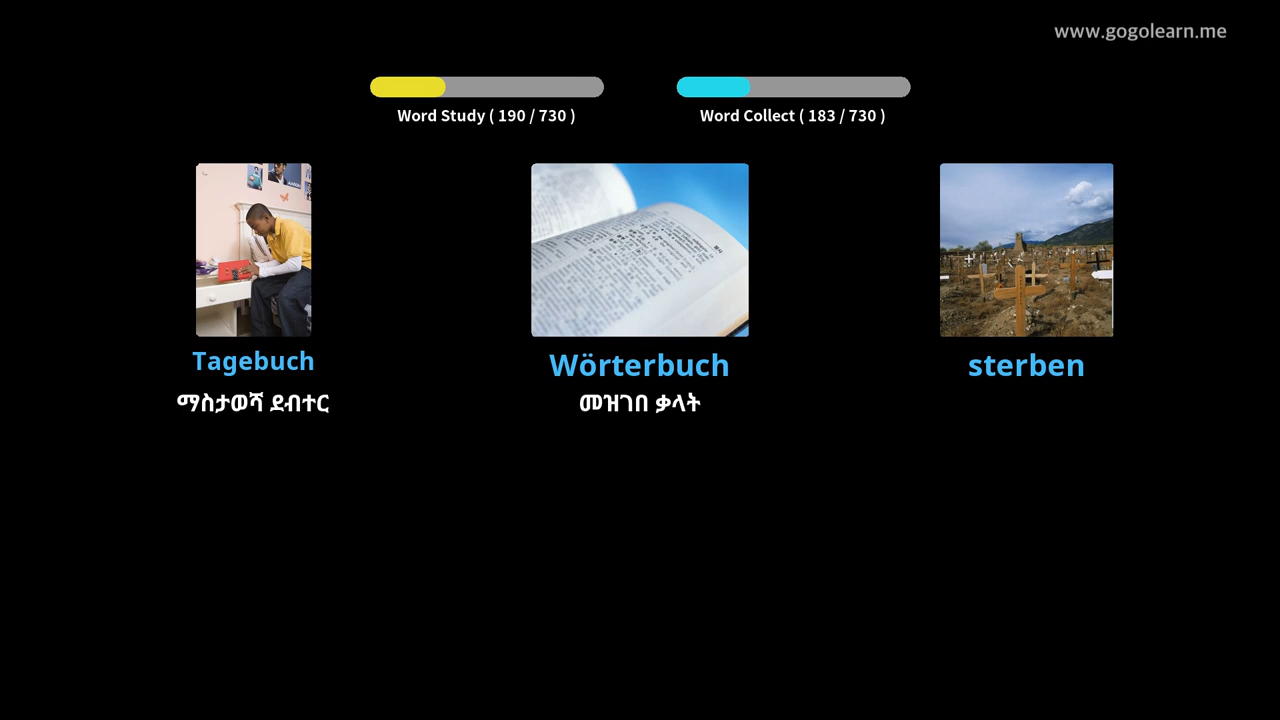 www.gogolearn.me
Word Study ( 190 / 730 )
Word Collect ( 183 / 730 )
Tagebuch
ማስታወሻ ደብተር
Wörterbuch
መዝገበ ቃላት
sterben